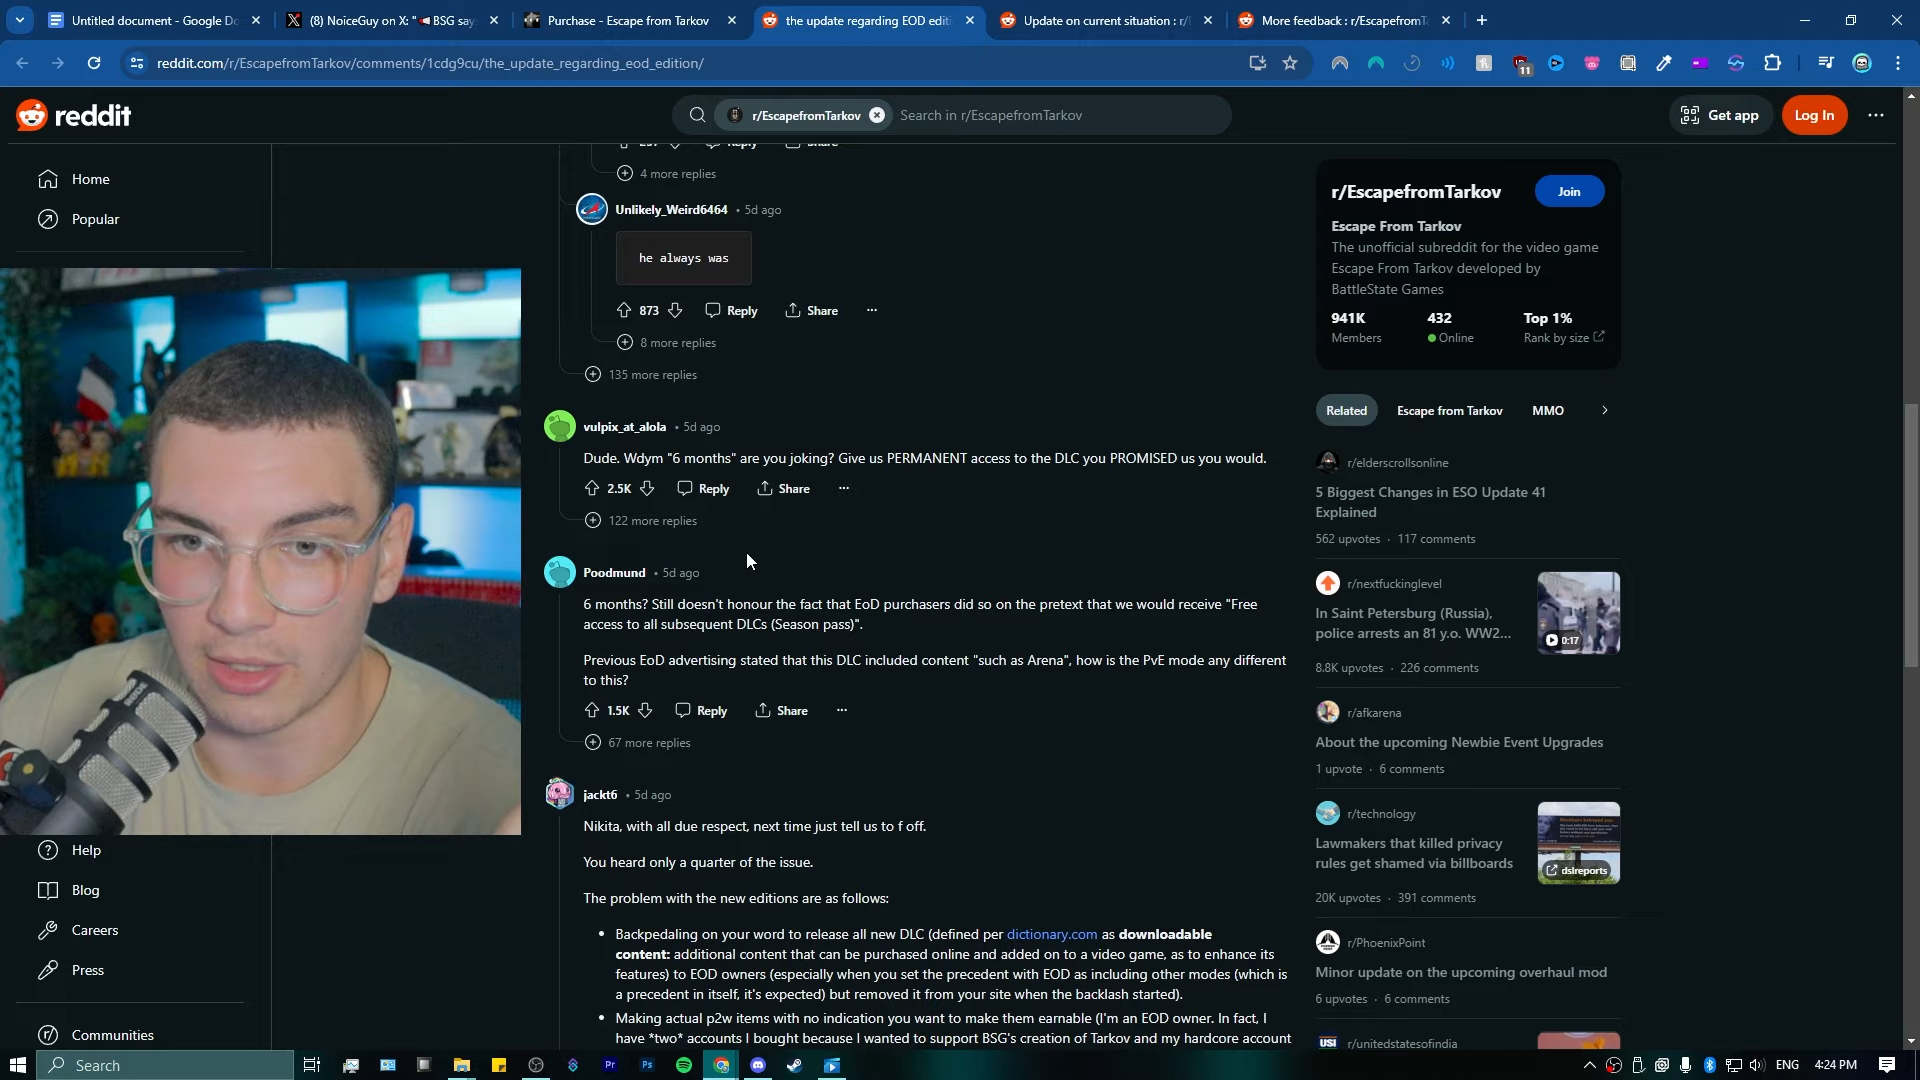 Untitled document - Google Do
(8) NoiceGuy on X: "📢BSG say
Purchase - Escape from Tarkov
the update regarding EOD editi
Update on current situation : r/
More feedback : r/EscapefromT
reddit.com/r/EscapefromTarkov/comments/1cdg9cu/the_update_regarding_eod_edition/
11
reddit
r/EscapefromTarkov
Search in r/EscapefromTarkov
Get app
Log In
Home
Popular
Help
Blog
Careers
Press
Communities
Reply
Share
4 more replies
Unlikely_Weird6464 • 5d ago
he always was
873
Reply
Share
8 more replies
135 more replies
vulpix_at_alola • 5d ago
Dude. Wdym "6 months" are you joking? Give us PERMANENT access to the DLC you PROMISED us you would.
2.5K
Reply
Share
122 more replies
Poodmund • 5d ago
6 months? Still doesn't honour the fact that EoD purchasers did so on the pretext that we would receive "Free
access to all subsequent DLCs (Season pass)".
Previous EoD advertising stated that this DLC included content "such as Arena", how is the PvE mode any different
to this?
1.5K
Reply
Share
67 more replies
jackt6 • 5d ago
Nikita, with all due respect, next time just tell us to f off.
You heard only a quarter of the issue.
The problem with the new editions are as follows:
• Backpedaling on your word to release all new DLC (defined per dictionary.com as downloadable
content: additional content that can be purchased online and added on to a video game, as to enhance its
features) to EOD owners (especially when you set the precedent with EOD as including other modes (which is
a precedent in itself, it's expected) but removed it from your site when the backlash started).
• Making actual p2w items with no indication you want to make them earnable (I'm an EOD owner. In fact, I
have *two* accounts I bought because I wanted to support BSG's creation of Tarkov and my hardcore account
r/EscapefromTarkov
Join
Escape From Tarkov
The unofficial subreddit for the video game
Escape From Tarkov developed by
BattleState Games
941K
432
Top 1%
Members
Online
Rank by size
Related
Escape from Tarkov
MMO
r/elderscrollsonline
5 Biggest Changes in ESO Update 41
Explained
562 upvotes · 117 comments
r/nextfuckinglevel
In Saint Petersburg (Russia),
police arrests an 81 y.o. WW2...
0:17
8.8K upvotes · 226 comments
r/afkarena
About the upcoming Newbie Event Upgrades
1 upvote · 6 comments
r/technology
Lawmakers that killed privacy
rules get shamed via billboards
dslreports
20K upvotes · 391 comments
r/PhoenixPoint
Minor update on the upcoming overhaul mod
6 upvotes · 6 comments
USI
r/unitedstatesofindia
RØDE
Search
Pr
Ps
ENG
4:24 PM